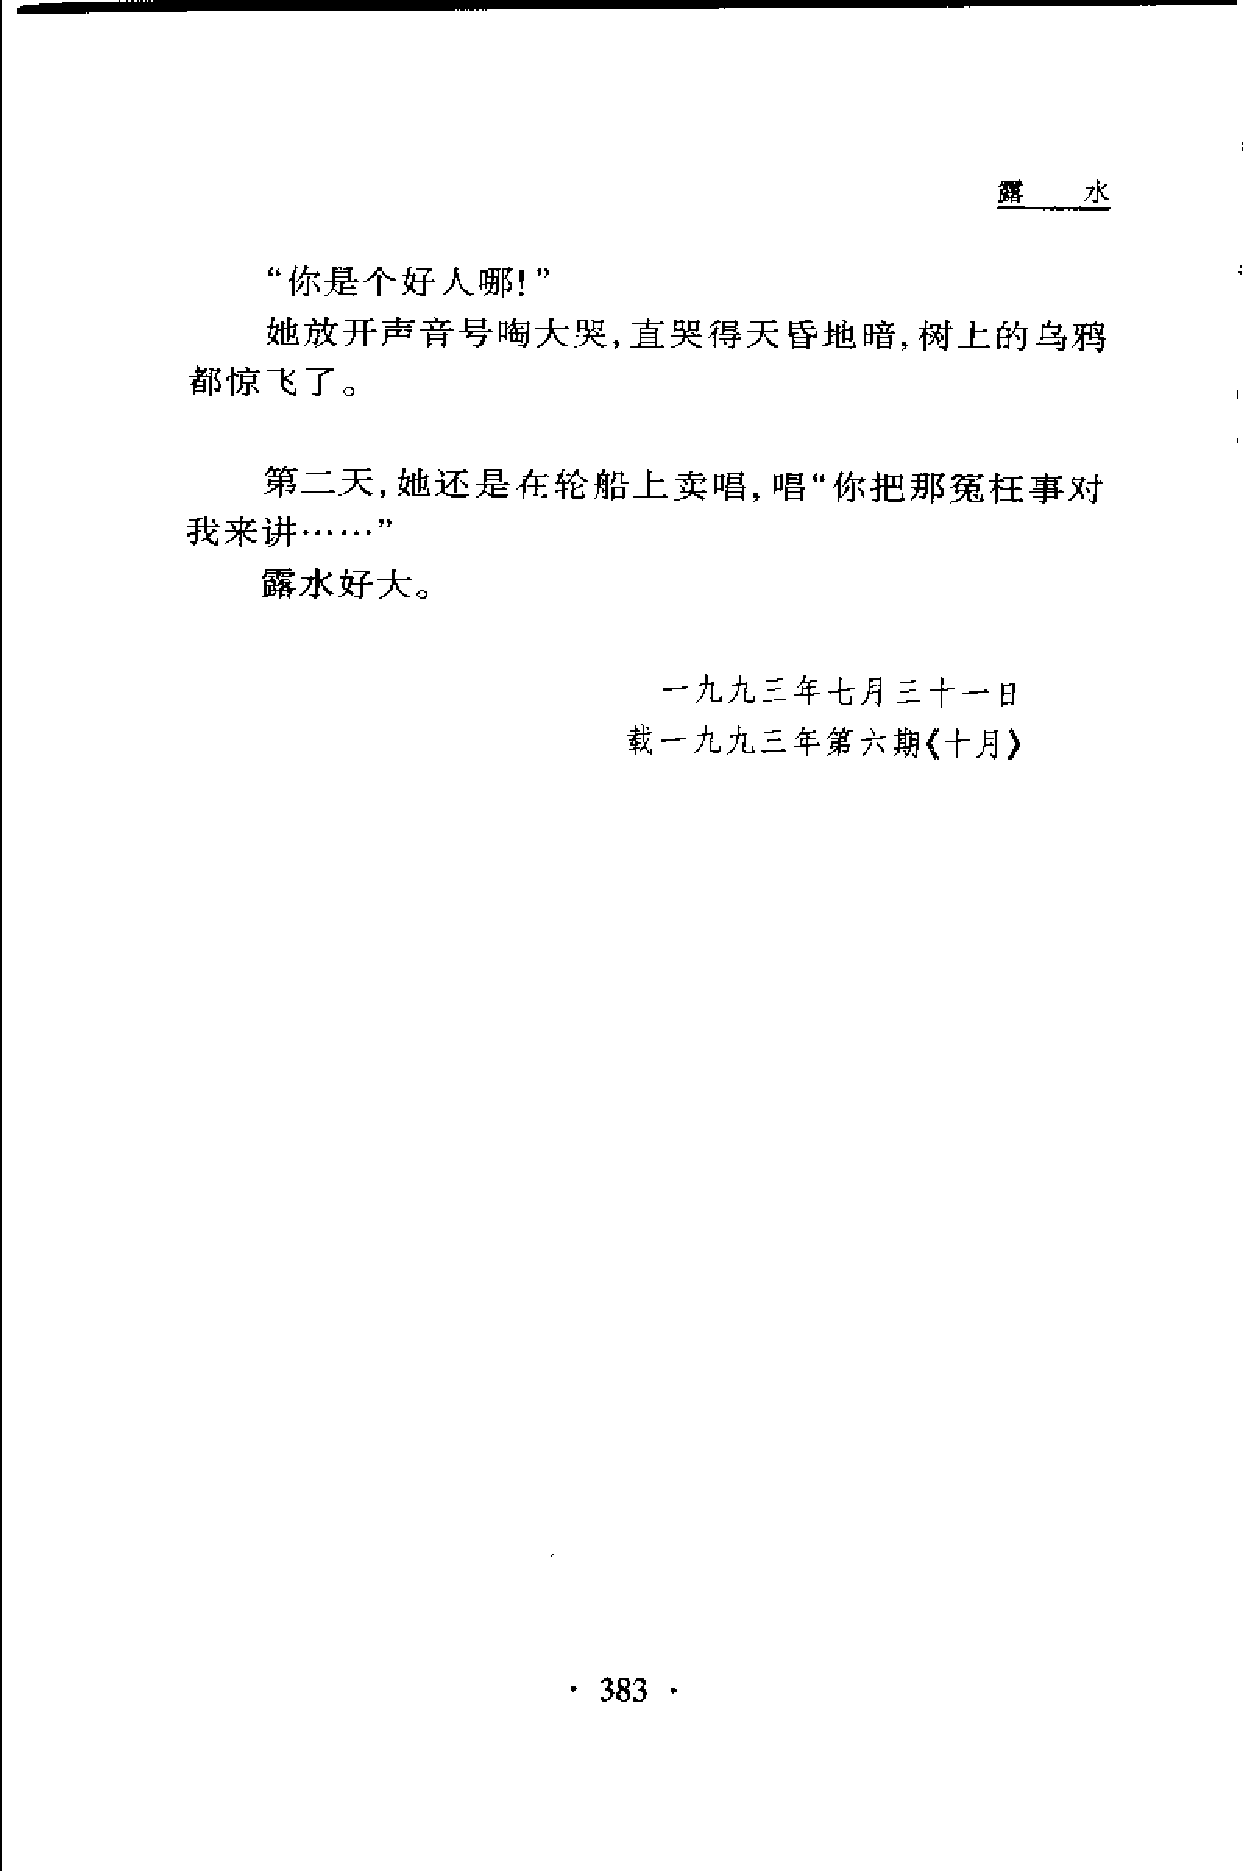 露 水
“你是个好人哪！”
她放开声音号啕大哭，直哭得天昏地暗，树上的乌鸦
都惊飞了。
第二天，她还是在轮船上卖唱，唱“你把那冤枉事对
我来讲……”
露水好大。
一九九三年七月三十一日
载一九九三年第六期《十月》
· 383 ·